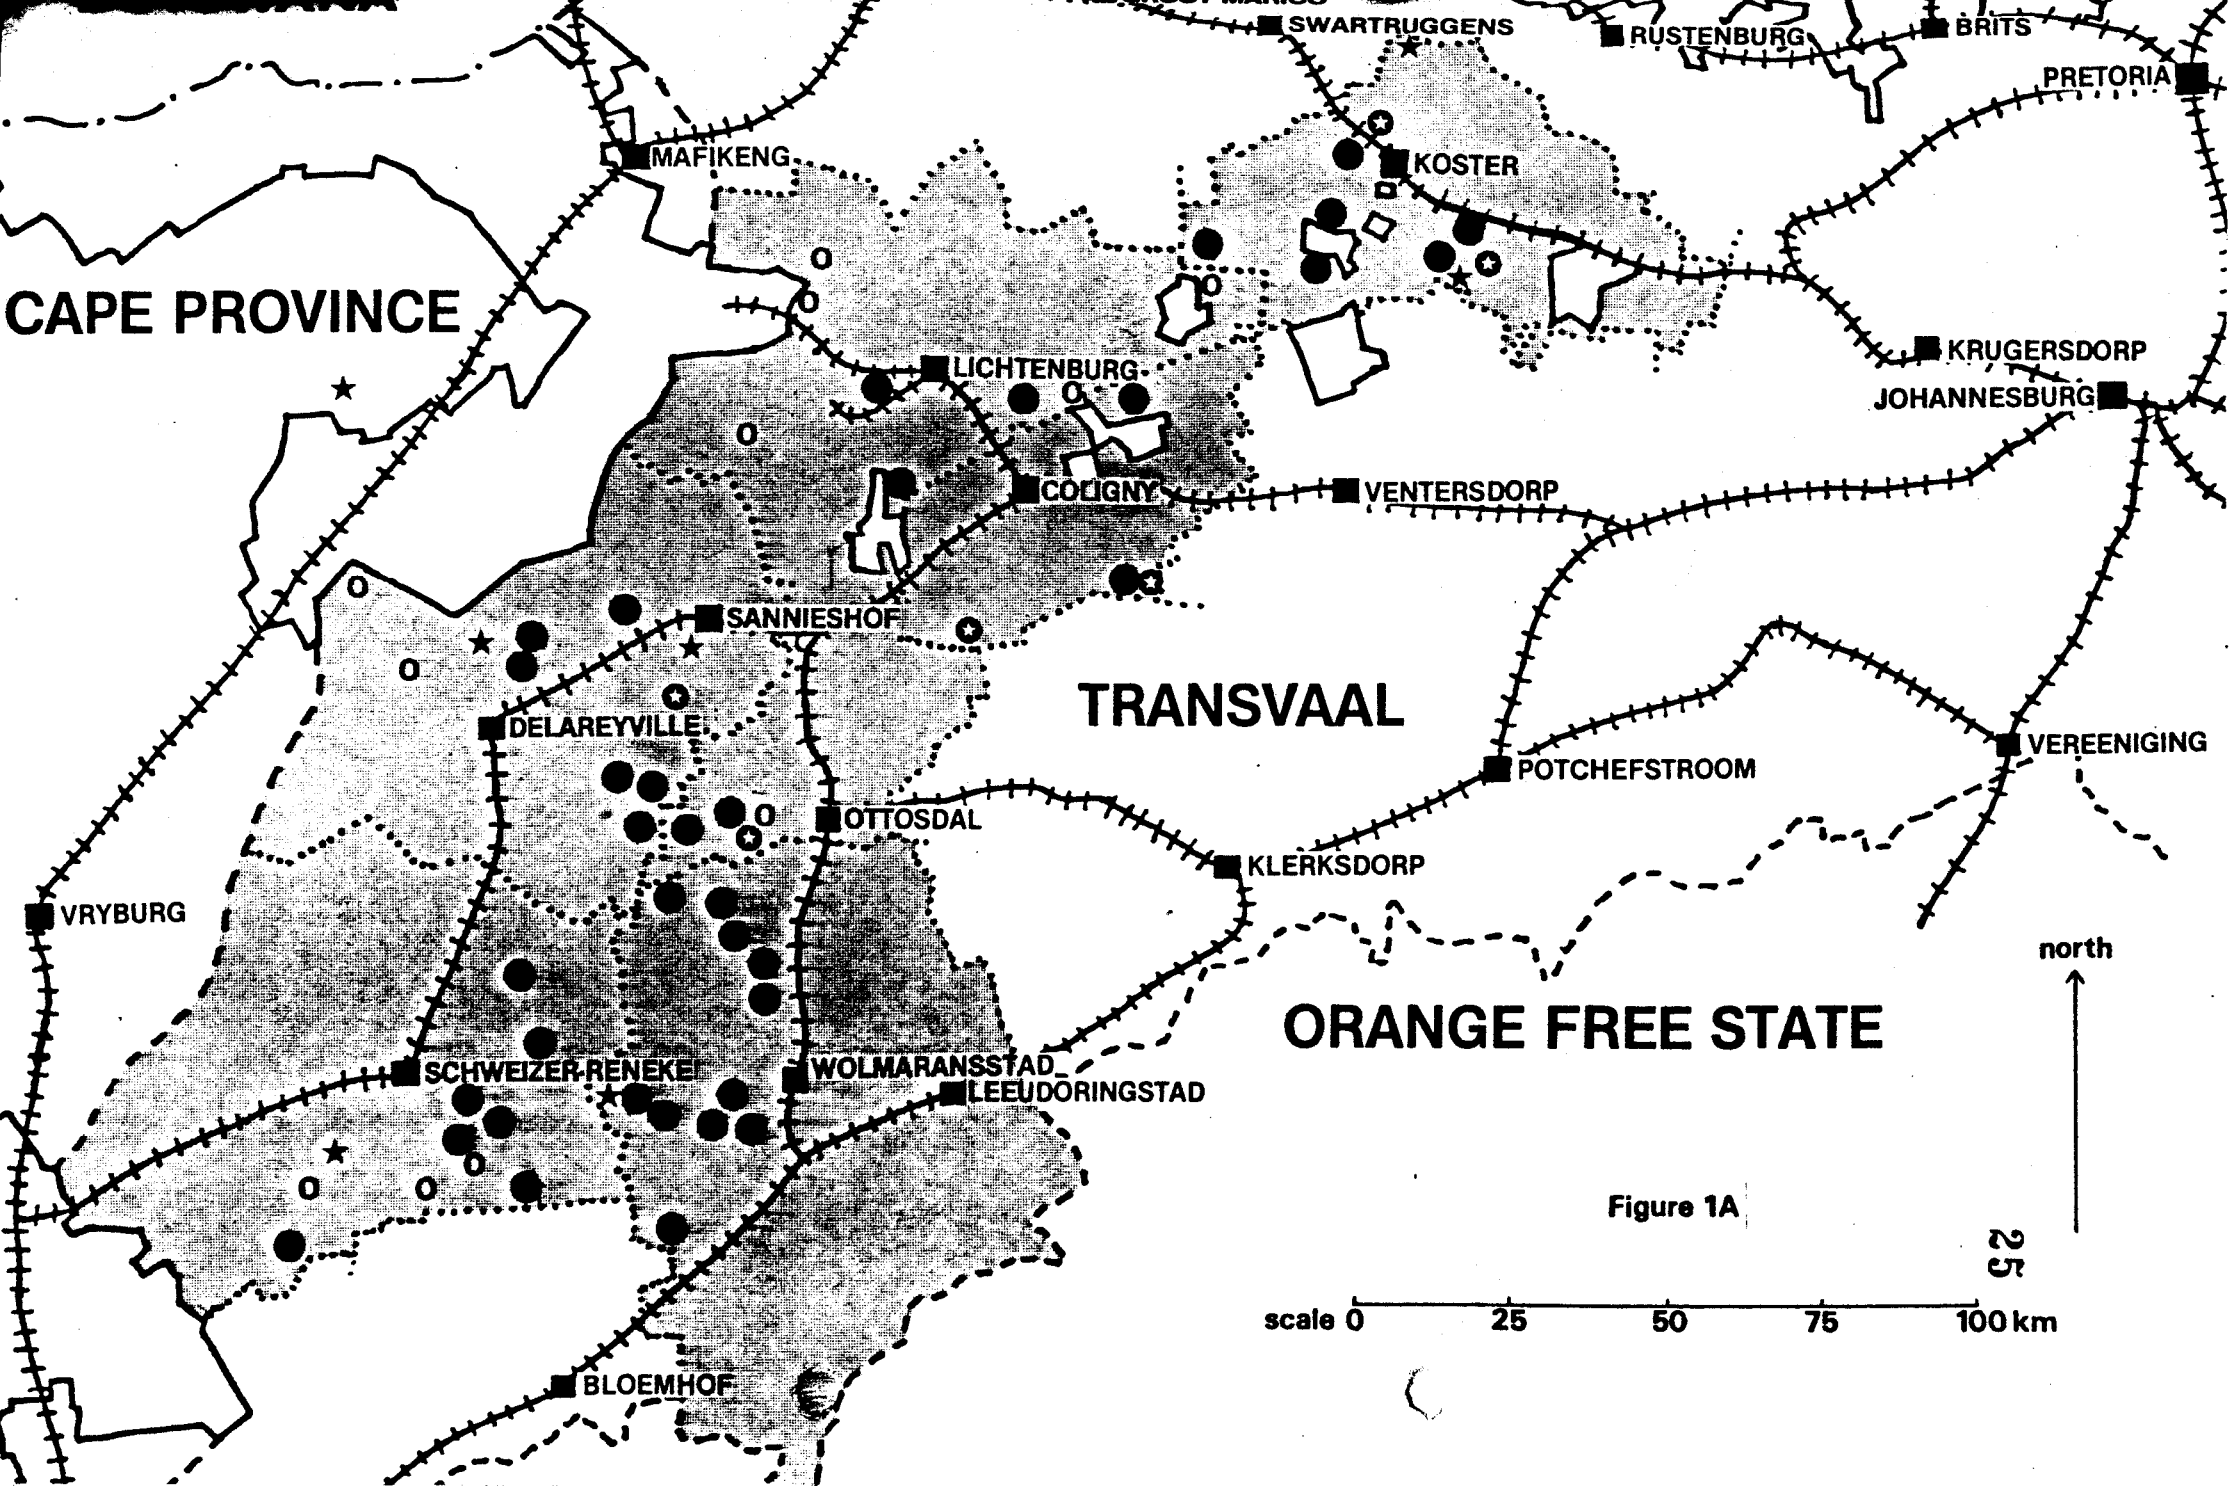 SWARTRUGGENS
RUSTENBURG
BRITS
PRETORIA
MAFIKENG
KOSTER
CAPE PROVINCE
LICHTENBURG
KRUGERSDORP
JOHANNESBURG
COLIGNY
VENTERSDORP
SANNIESHOF
TRANSVAAL
DELAREYVILLE
VEREENIGING
POTCHEFSTROOM
OTTOSDAL
KLERKSDORP
VRYBURG
north
ORANGE FREE STATE
SCHWEIZER-RENEKE
WOLMARANSSTAD
LEEUDORINGSTAD
Figure 1A
25
scale 0 25 50 75 100 km
BLOEMHOF